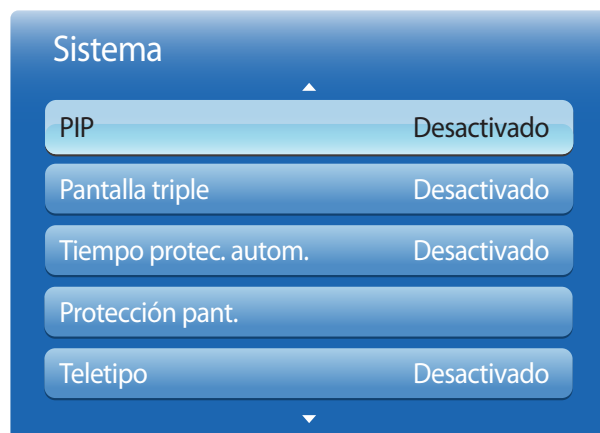 Sistema
PIP Desactivado
Pantalla triple Desactivado
Tiempo protec. autom. Desactivado
Protección pant.
Teletipo Desactivado